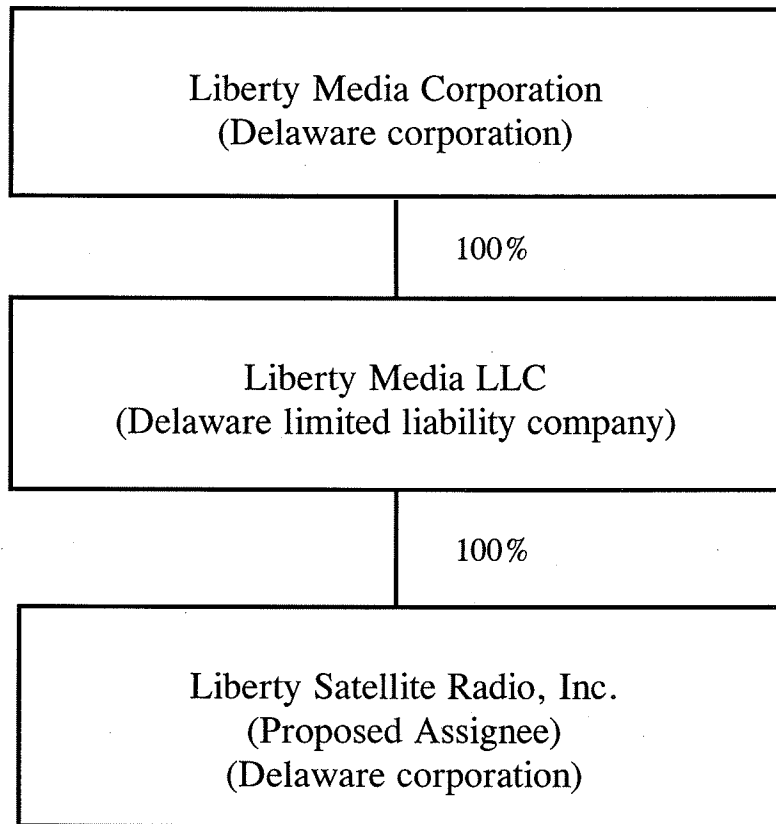 Liberty Media Corporation
(Delaware corporation)
100%
Liberty Media LLC
(Delaware limited liability company)
100%
Liberty Satellite Radio, Inc.
(Proposed Assignee)
(Delaware corporation)